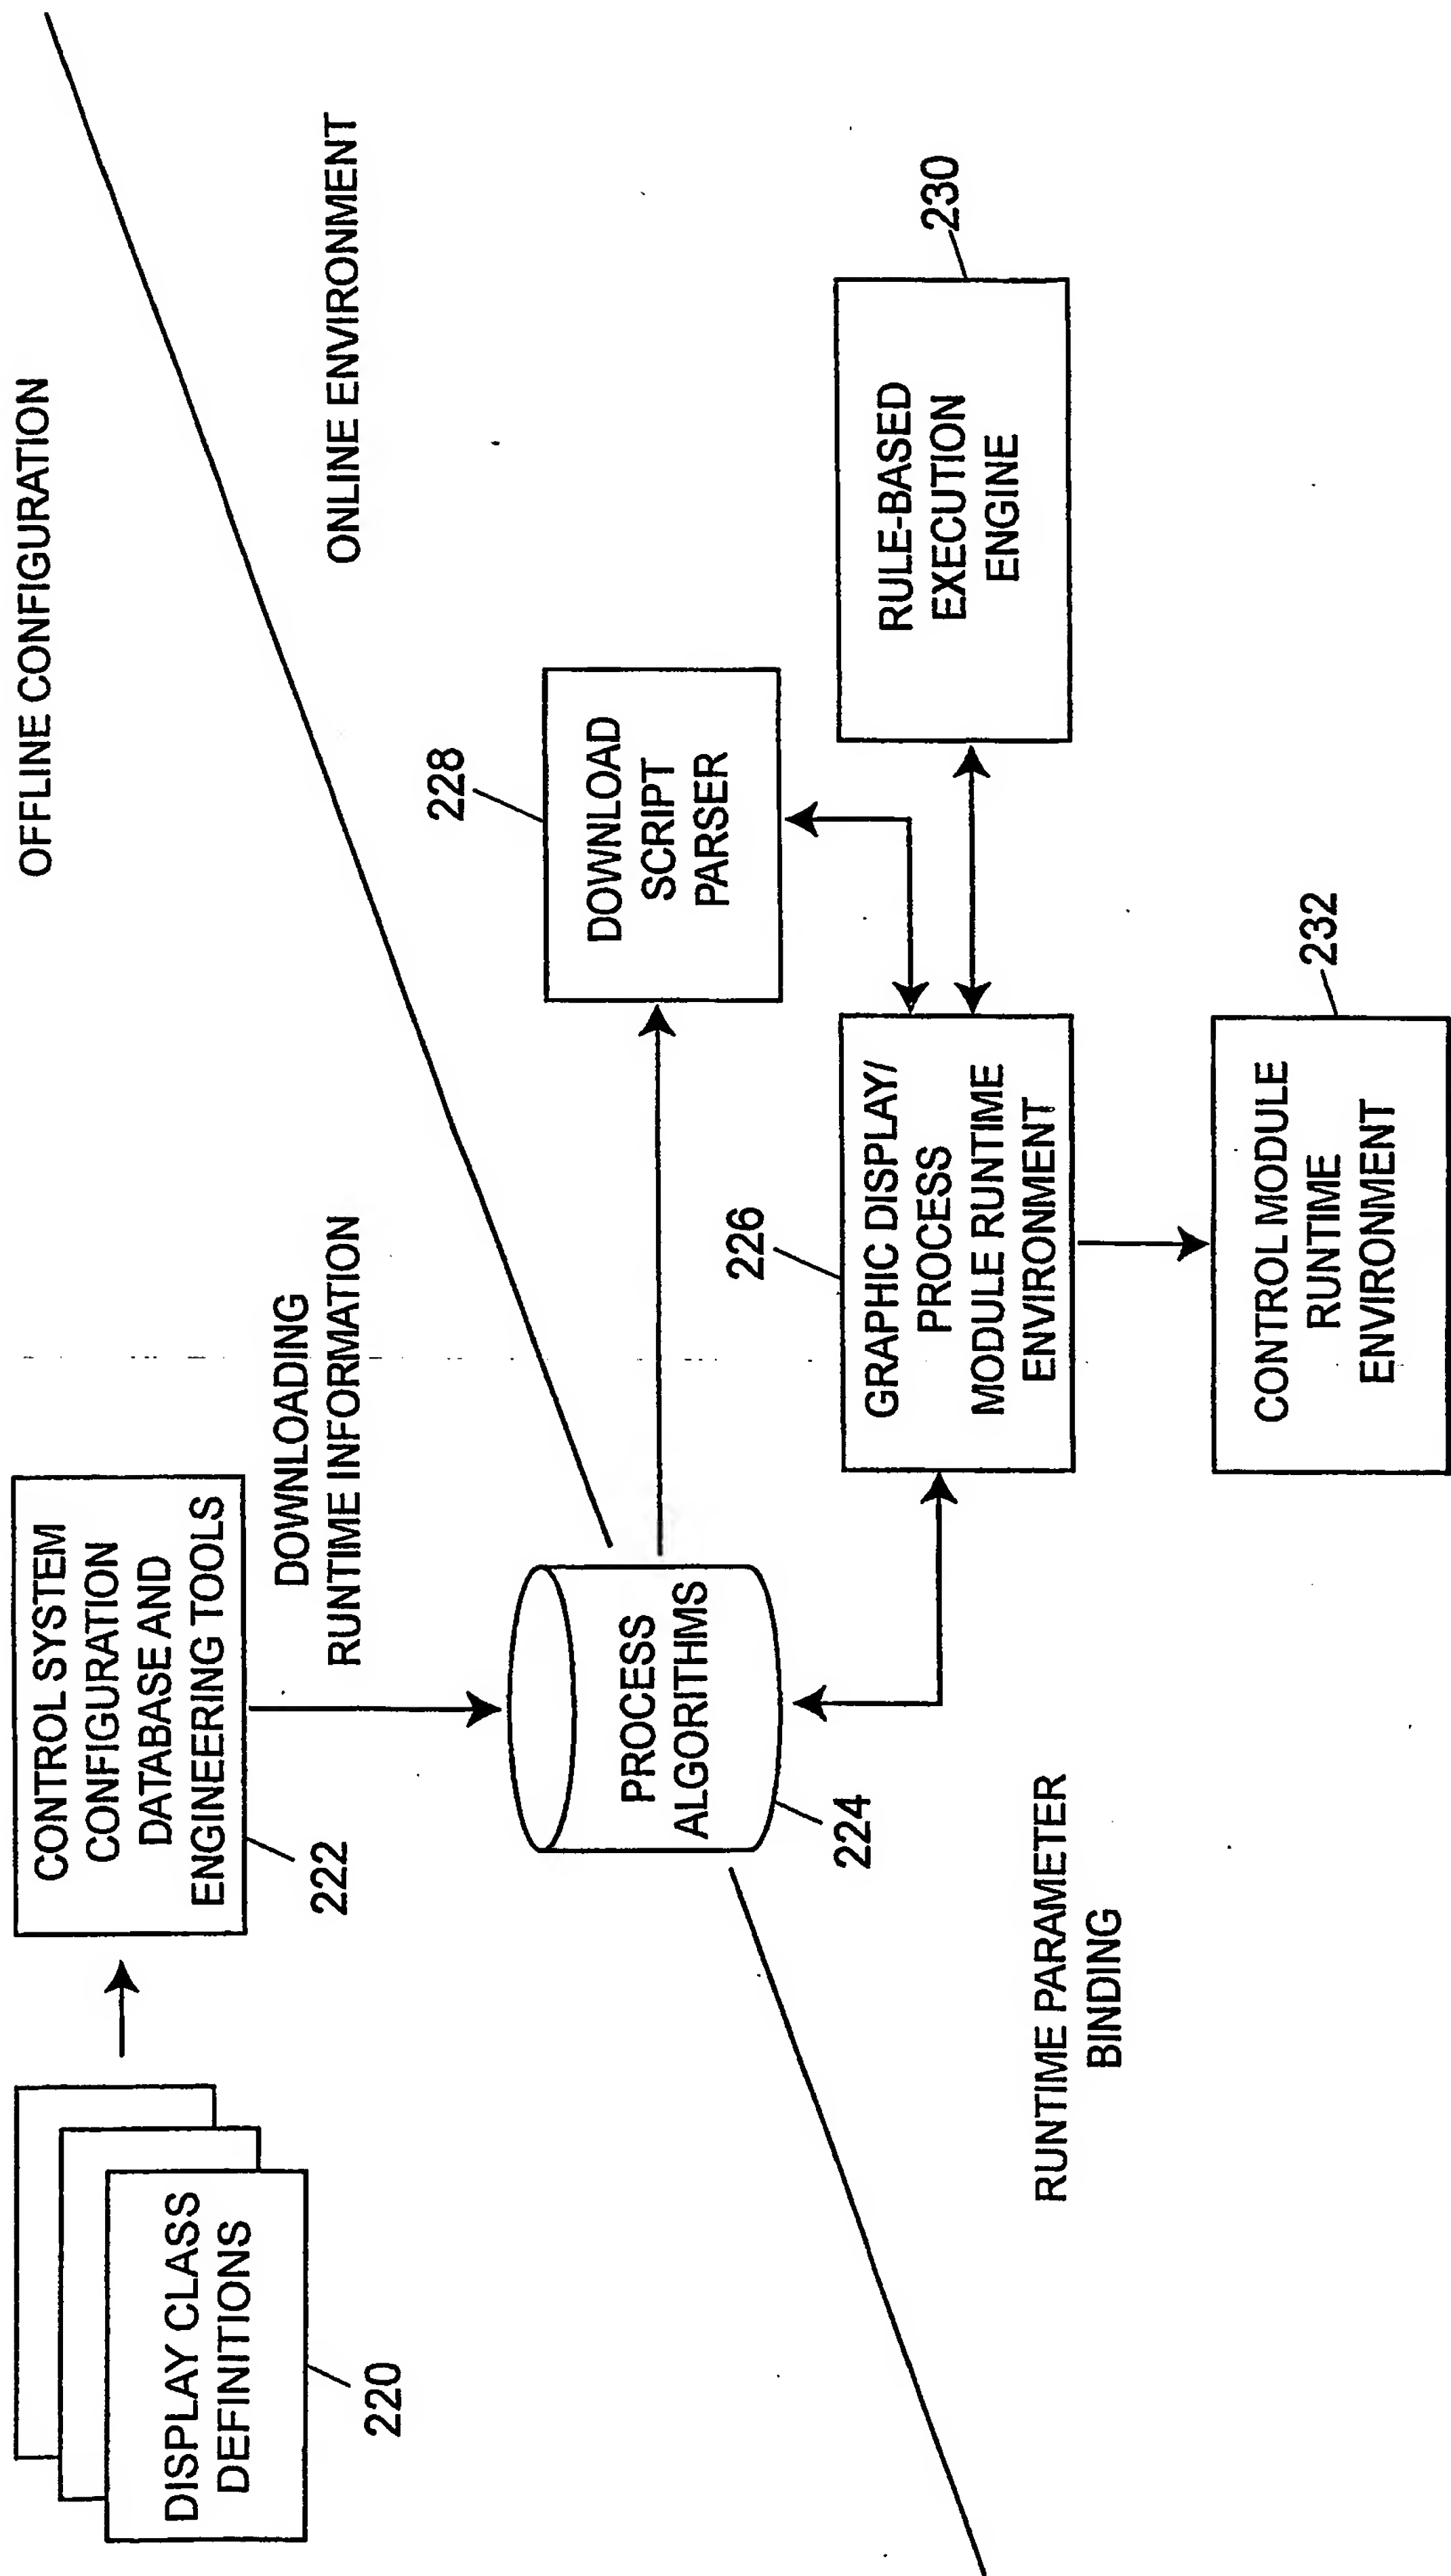 OFFLINE CONFIGURATION
ONLINE ENVIRONMENT
DISPLAY CLASS
DEFINITIONS
220
CONTROL SYSTEM
CONFIGURATION
DATABASE AND
ENGINEERING TOOLS
222
DOWNLOADING
RUNTIME INFORMATION
PROCESS
ALGORITHMS
224
228
DOWNLOAD
SCRIPT
PARSER
226
GRAPHIC DISPLAY/
PROCESS
MODULE RUNTIME
ENVIRONMENT
230
RULE-BASED
EXECUTION
ENGINE
RUNTIME PARAMETER
BINDING
232
CONTROL MODULE
RUNTIME
ENVIRONMENT